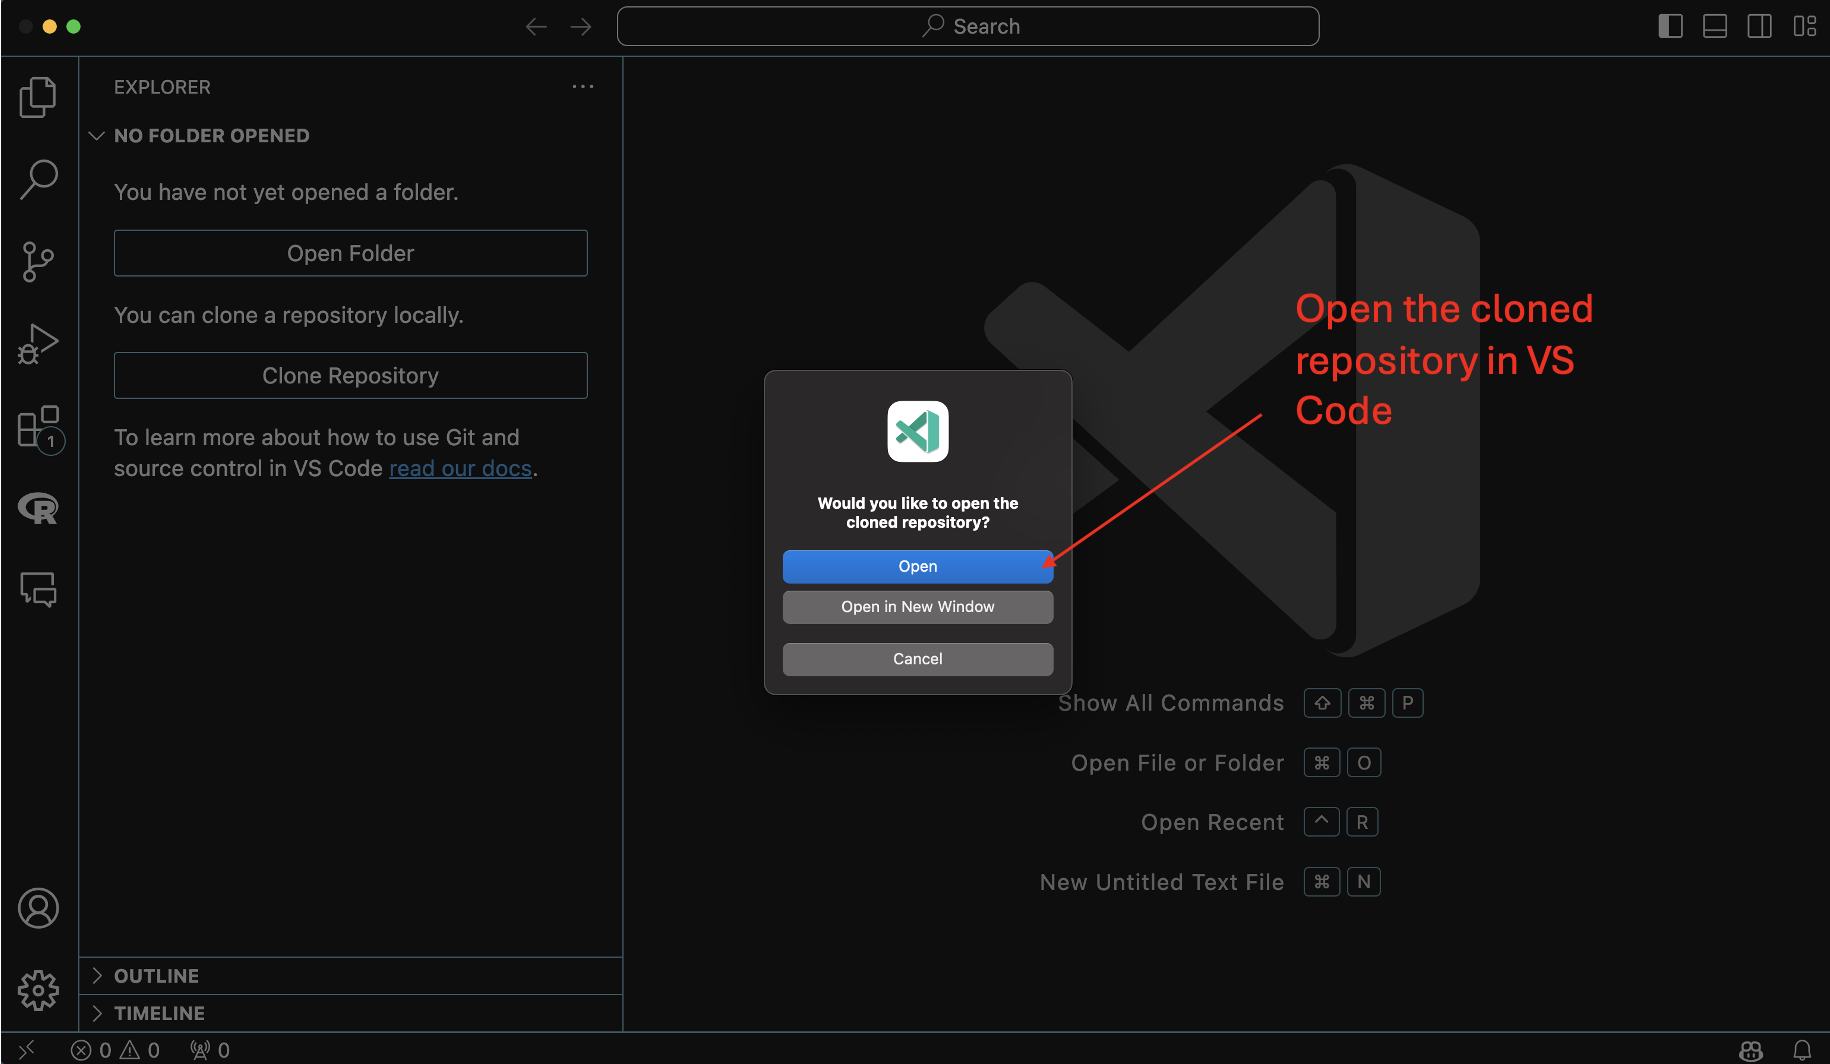 Search
EXPLORER
NO FOLDER OPENED
You have not yet opened a folder.
Open Folder
You can clone a repository locally.
Clone Repository
To learn more about how to use Git and
source control in VS Code read our docs.
1
R
OUTLINE
TIMELINE
0 0 0
Open the cloned
repository in VS
Code
Would you like to open the
cloned repository?
Open
Open in New Window
Cancel
Show All Commands ⇧ ⌘ P
Open File or Folder ⌘ O
Open Recent ^ R
New Untitled Text File ⌘ N